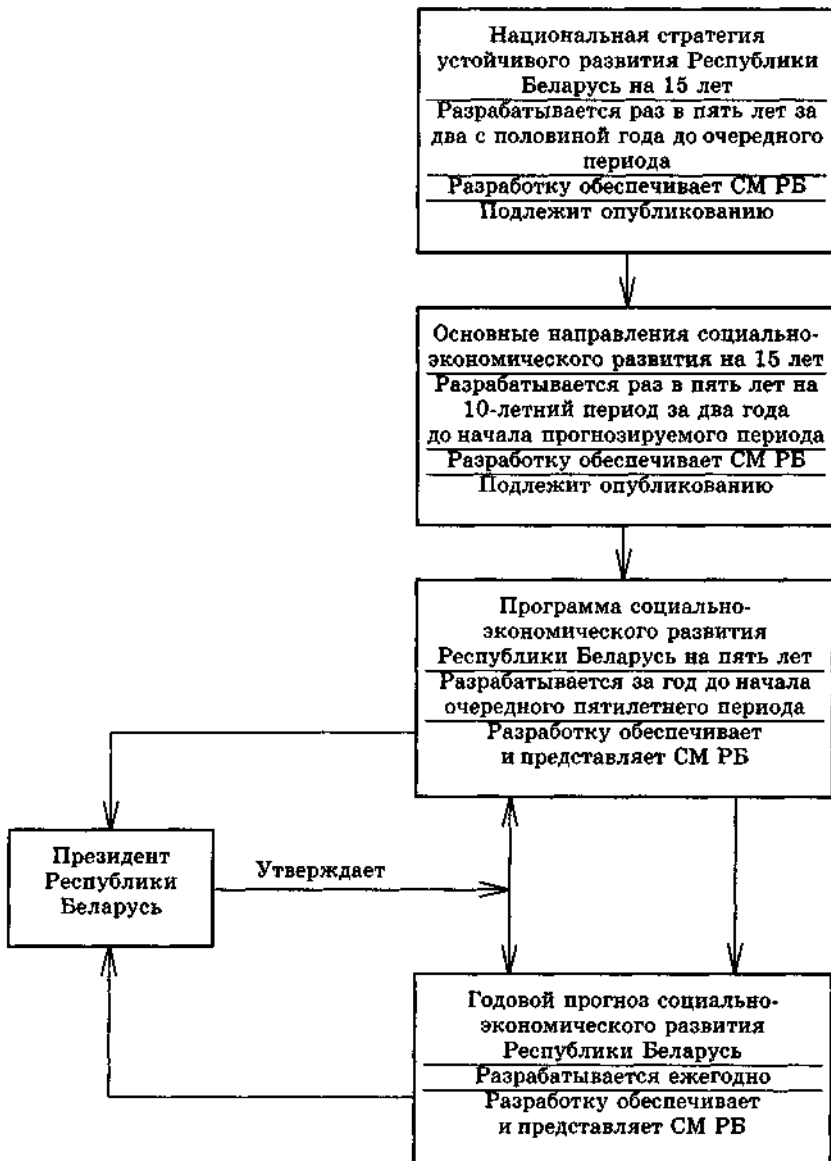 Национальная стратегия
устойчивого развития Республики
Беларусь на 15 лет
Разрабатывается раз в пять лет за
два с половиной года до очередного
периода
Разработку обеспечивает СМ РБ
Подлежит опубликованию
Основные направления социально-
экономического развития на 15 лет
Разрабатывается раз в пять лет на
10-летний период за два года
до начала прогнозируемого периода
Разработку обеспечивает СМ РБ
Подлежит опубликованию
Программа социально-
экономического развития
Республики Беларусь на пять лет
Разрабатывается за год до начала
очередного пятилетнего периода
Разработку обеспечивает
и представляет СМ РБ
Президент
Республики
Беларусь
Утверждает
Годовой прогноз социально-
экономического развития
Республики Беларусь
Разрабатывается ежегодно
Разработку обеспечивает
и представляет СМ РБ